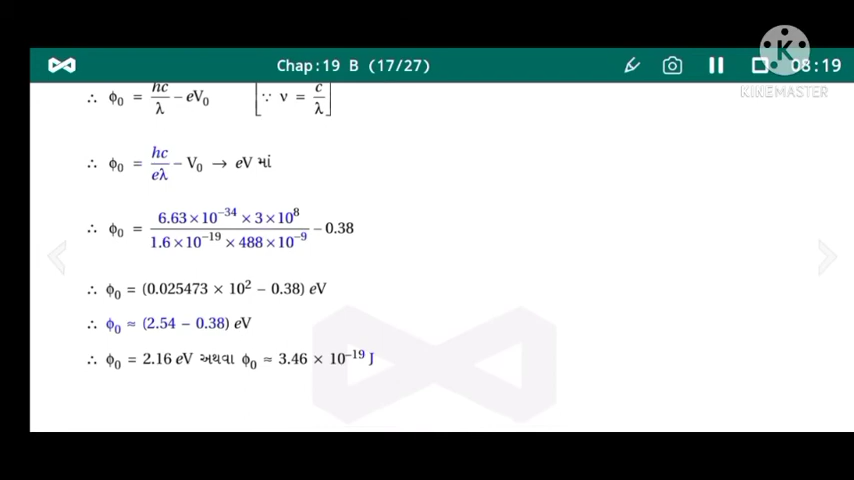 Chap:19 B (17/27)
08:19
KINEMASTER
∴ ϕ₀ = hc/λ − eV₀ [∵ ν = c/λ]
∴ ϕ₀ = hc/eλ − V₀ → eV માં
∴ ϕ₀ = 6.63×10⁻³⁴ × 3×10⁸ / 1.6×10⁻¹⁹ × 488×10⁻⁹ − 0.38
∴ ϕ₀ = (0.025473 × 10² − 0.38) eV
∴ ϕ₀ ≈ (2.54 − 0.38) eV
∴ ϕ₀ = 2.16 eV અથવા ϕ₀ ≈ 3.46 × 10⁻¹⁹ J